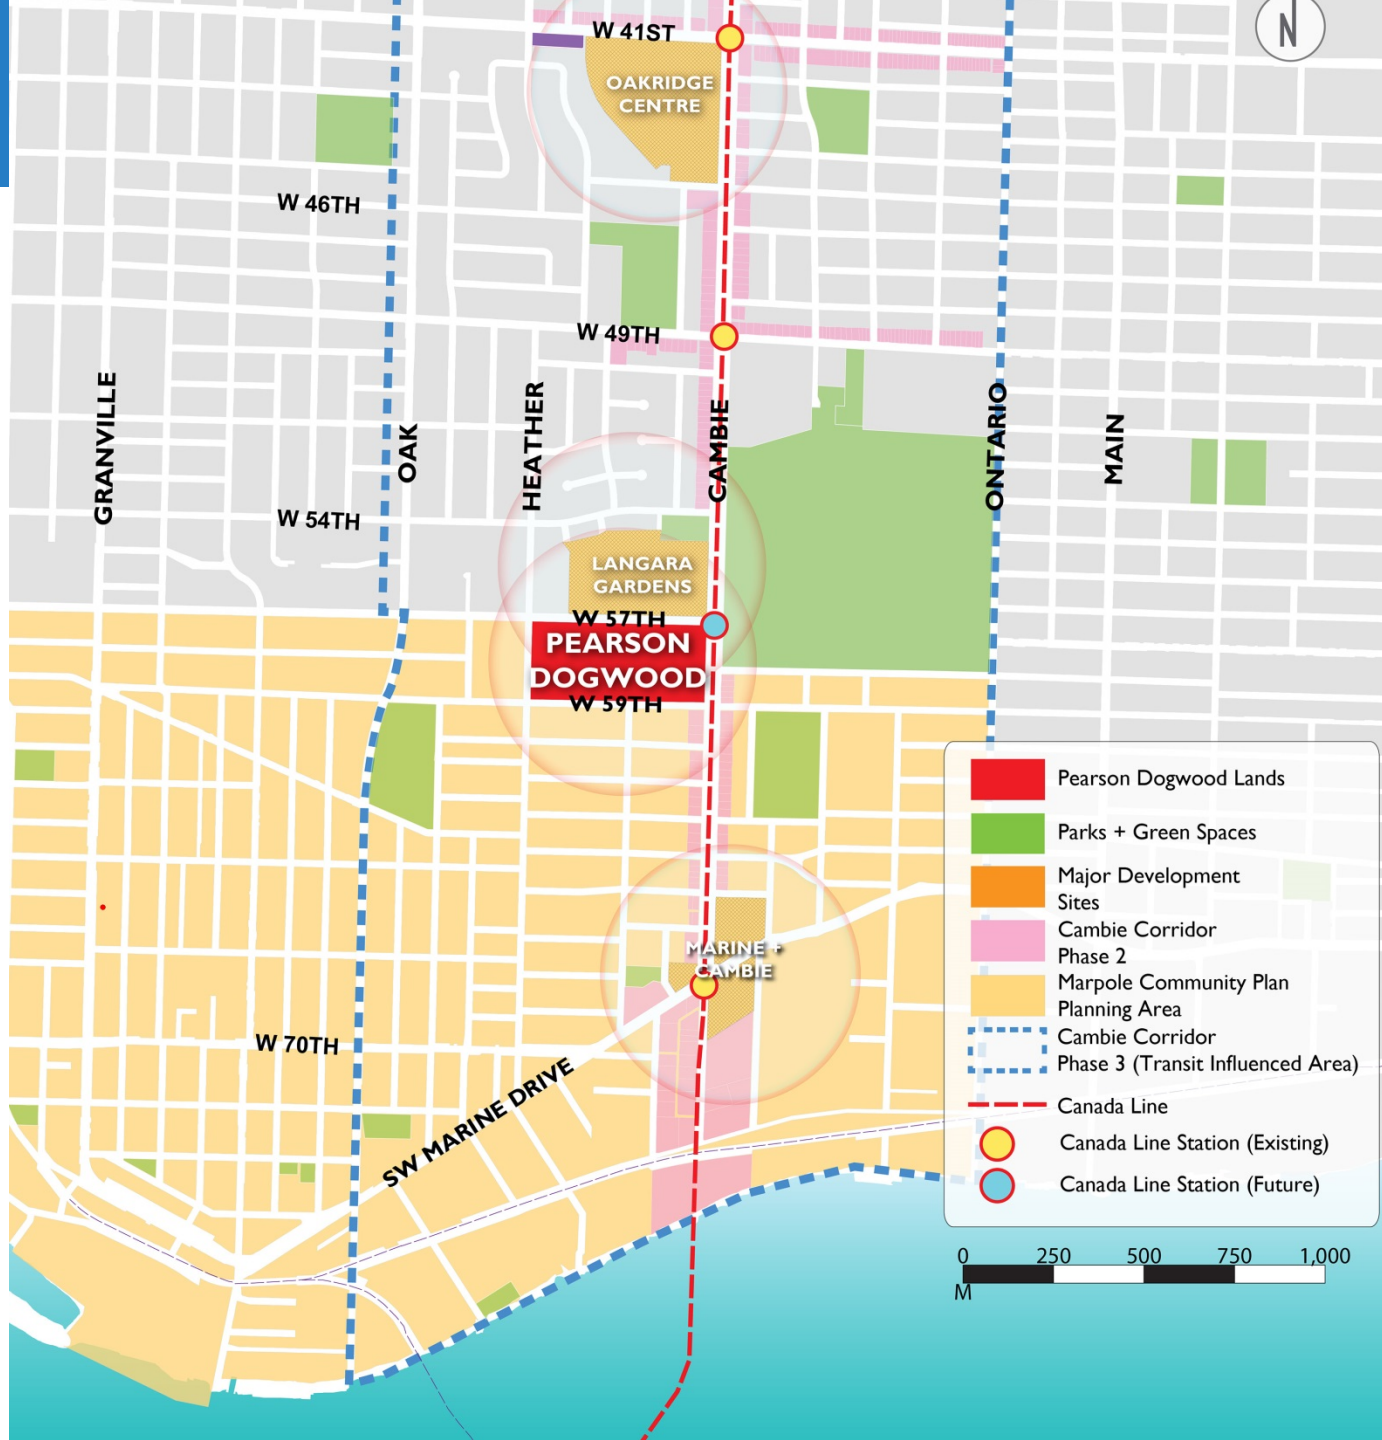 W 41ST
N
OAKRIDGE
CENTRE
W 46TH
W 49TH
GRANVILLE
OAK
HEATHER
CAMBIE
ONTARIO
MAIN
W 54TH
LANGARA
GARDENS
W 57TH
PEARSON
DOGWOOD
W 59TH
MARINE +
CAMBIE
W 70TH
SW MARINE DRIVE
Pearson Dogwood Lands
Parks + Green Spaces
Major Development
Sites
Cambie Corridor
Phase 2
Marpole Community Plan
Planning Area
Cambie Corridor
Phase 3 (Transit Influenced Area)
Canada Line
Canada Line Station (Existing)
Canada Line Station (Future)
0 250 500 750 1,000
M